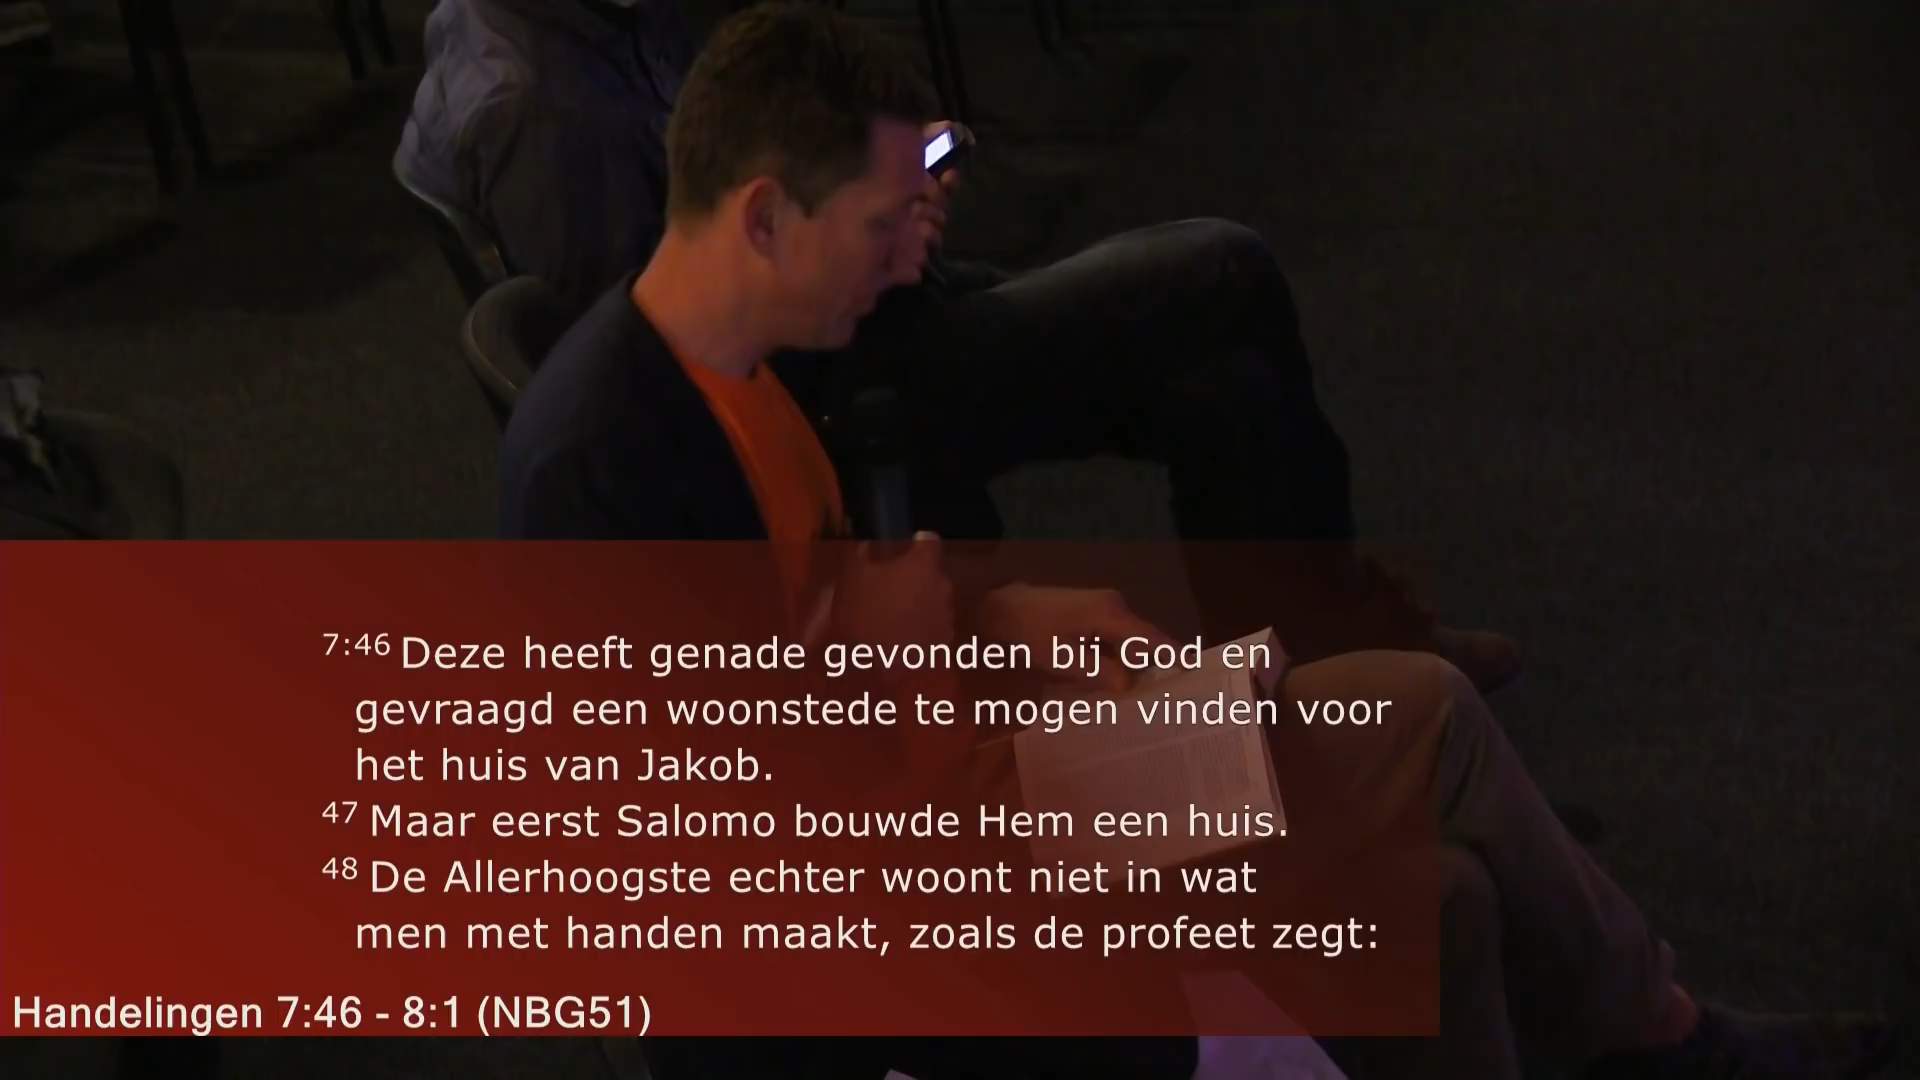 7:46 Deze heeft genade gevonden bij God en
gevraagd een woonstede te mogen vinden voor
het huis van Jakob.
47 Maar eerst Salomo bouwde Hem een huis.
48 De Allerhoogste echter woont niet in wat
men met handen maakt, zoals de profeet zegt:
Handelingen 7:46 - 8:1 (NBG51)